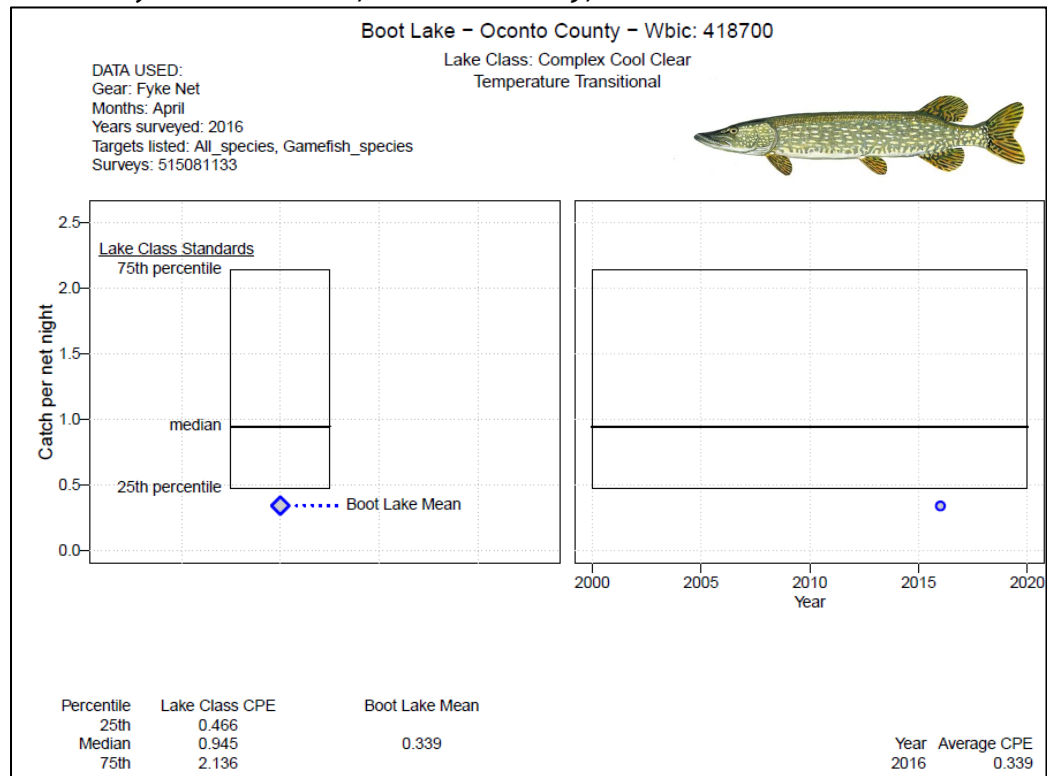 Boot Lake − Oconto County − Wbic: 418700
Lake Class: Complex Cool Clear
Temperature Transitional
DATA USED:
Gear: Fyke Net
Months: April
Years surveyed: 2016
Targets listed: All_species, Gamefish_species
Surveys: 515081133
Catch per net night
2.5
2.0
1.5
1.0
0.5
0.0
Lake Class Standards
75th percentile
median
25th percentile
Boot Lake Mean
2000 2005 2010 2015 2020
Year
Percentile Lake Class CPE Boot Lake Mean
25th 0.466
Median 0.945 0.339
75th 2.136
Year Average CPE
2016 0.339